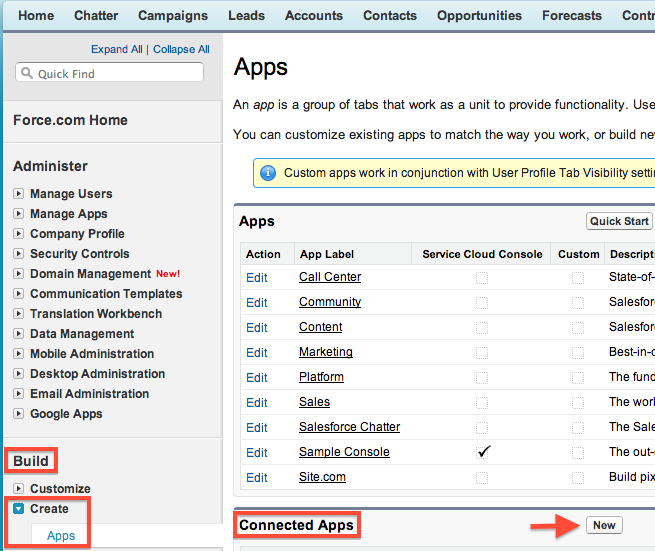 Home Chatter Campaigns Leads Accounts Contacts Opportunities Forecasts Contr
Expand All | Collapse All
Quick Find
Force.com Home
Administer
Manage Users
Manage Apps
Company Profile
Security Controls
Domain Management New!
Communication Templates
Translation Workbench
Data Management
Mobile Administration
Desktop Administration
Email Administration
Google Apps
Build
Customize
Create
Apps
Apps
An app is a group of tabs that work as a unit to provide functionality. Use
You can customize existing apps to match the way you work, or build nev
Custom apps work in conjunction with User Profile Tab Visibility settir
Apps Quick Start
Action App Label Service Cloud Console Custom Descripti
Edit Call Center State-of-
Edit Community Salesforc
Edit Content Salesforc
Edit Marketing Best-in-c
Edit Platform The fund
Edit Sales The work
Edit Salesforce Chatter The Sale
Edit Sample Console The out-o
Edit Site.com Build pix
Connected Apps New